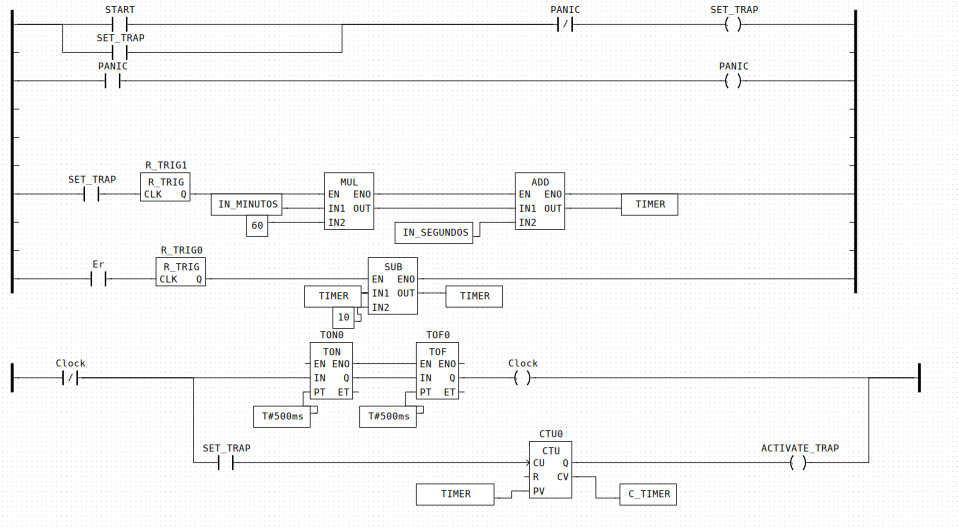 START PANIC SET_TRAP
/
SET_TRAP
PANIC PANIC
R_TRIG1
SET_TRAP R_TRIG MUL ADD
CLK Q EN ENO EN ENO
IN_MINUTOS IN1 OUT IN1 OUT TIMER
60 IN2 IN_SEGUNDOS IN2
R_TRIG0
Er R_TRIG SUB
CLK Q EN ENO
TIMER IN1 OUT TIMER
10 IN2
TON0 TOF0
TON TOF
Clock EN ENO EN ENO Clock
/ IN Q IN Q
PT ET PT ET
T#500ms T#500ms
CTU0
SET_TRAP CTU ACTIVATE_TRAP
CU Q
R CV
TIMER PV C_TIMER